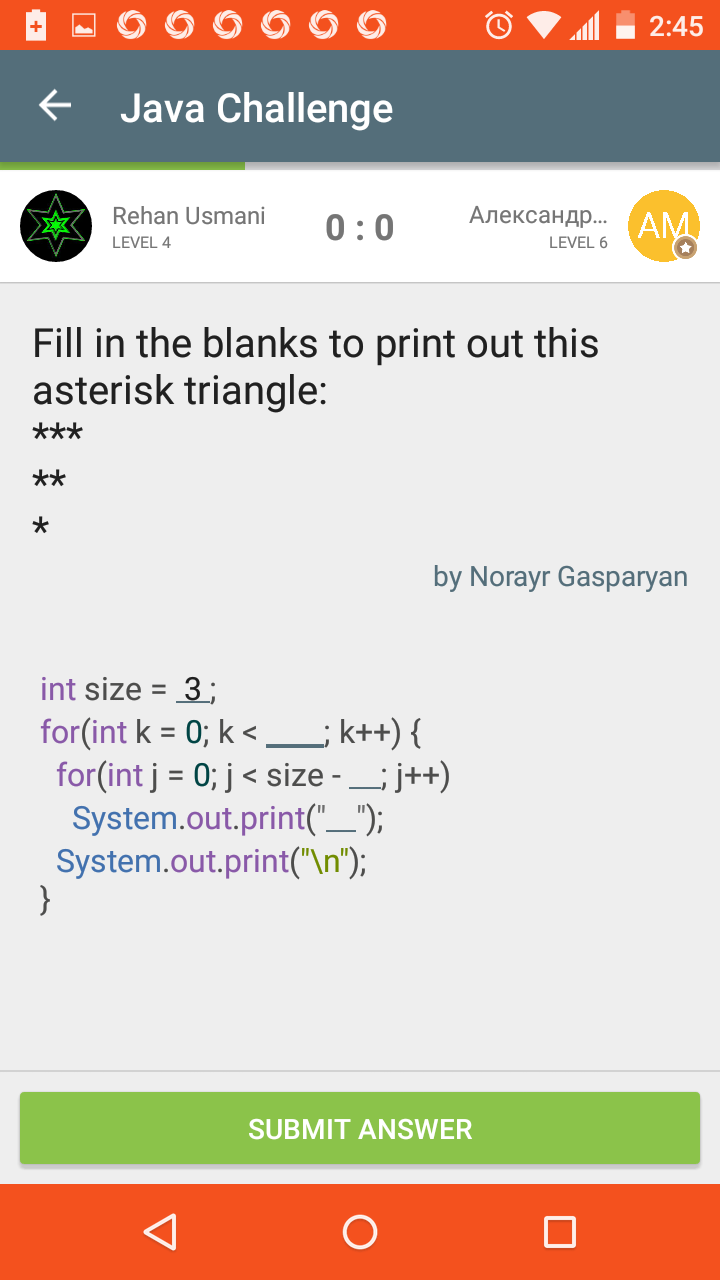 2:45
Java Challenge
Rehan Usmani
LEVEL 4
0 : 0
Александр...
LEVEL 6
AM
Fill in the blanks to print out this
asterisk triangle:
***
**
*
by Norayr Gasparyan
int size = _3_;
for(int k = 0; k < ____; k++) {
for(int j = 0; j < size - __; j++)
System.out.print("__");
System.out.print("\n");
}
SUBMIT ANSWER